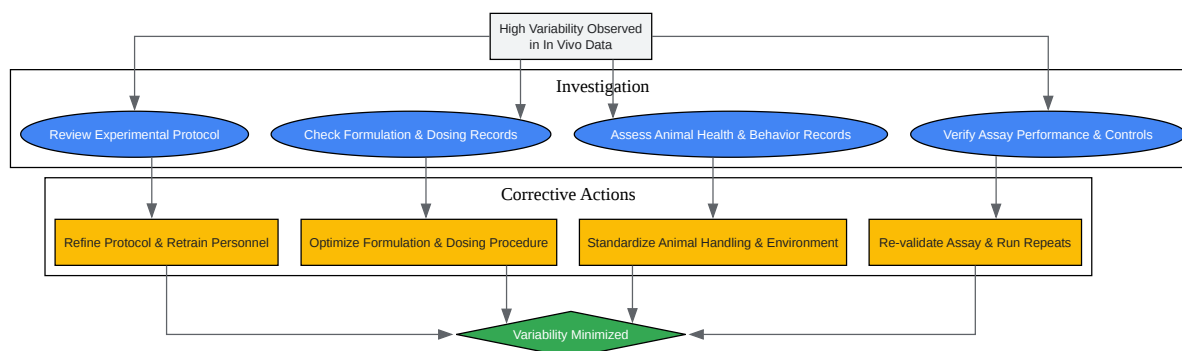 High Variability Observed
in In Vivo Data
Investigation
Review Experimental Protocol
Check Formulation & Dosing Records
Assess Animal Health & Behavior Records
Verify Assay Performance & Controls
Corrective Actions
Refine Protocol & Retrain Personnel
Optimize Formulation & Dosing Procedure
Standardize Animal Handling & Environment
Re-validate Assay & Run Repeats
Variability Minimized